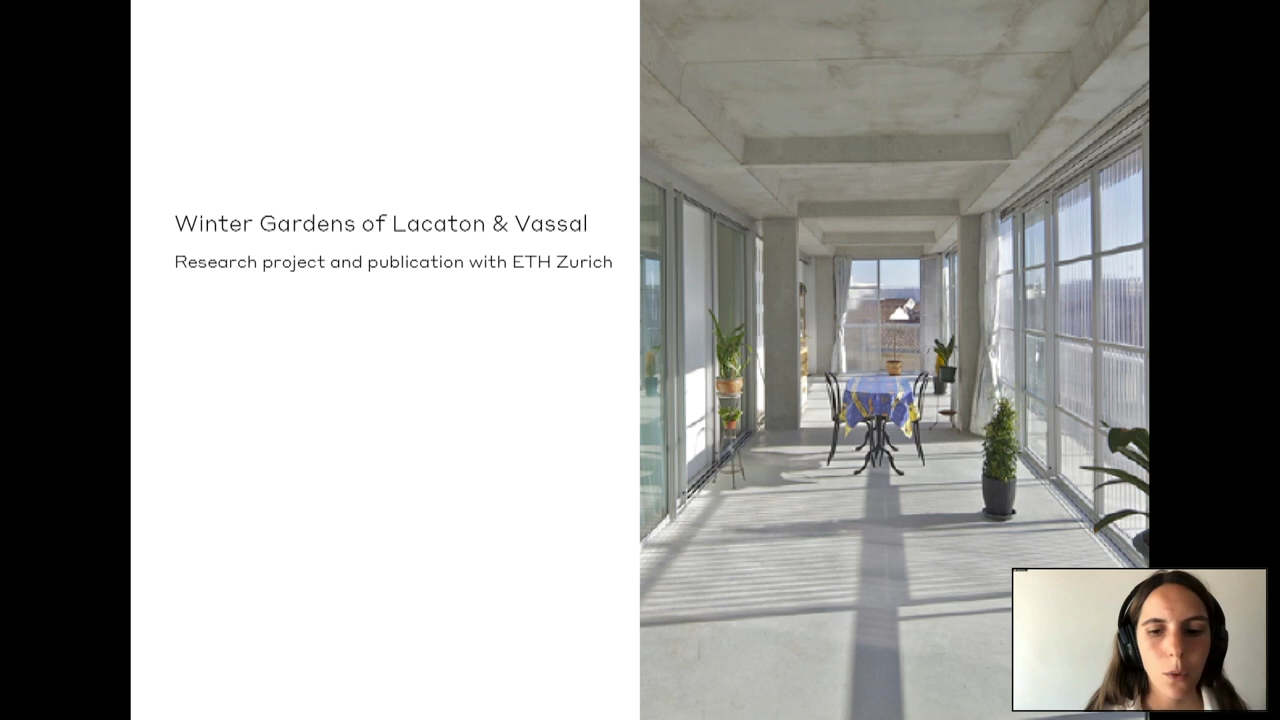 Winter Gardens of Lacaton & Vassal
Research project and publication with ETH Zurich